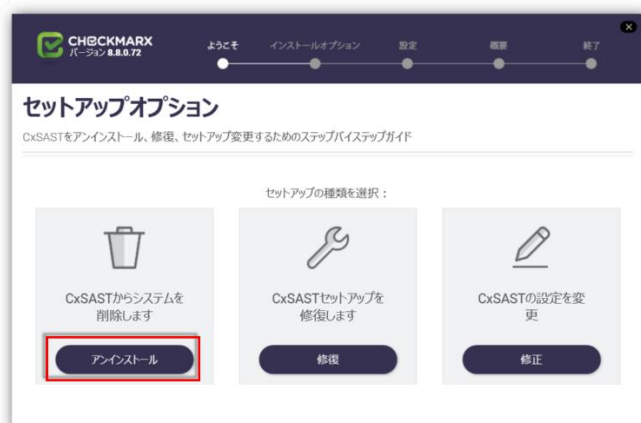 CHECKMARX
バージョン 8.8.0.72
ようこそ
インストールオプション
設定
概要
終了
セットアップオプション
CxSASTをアンインストール、修復、セットアップ変更するためのステップバイステップガイド
セットアップの種類を選択：
CxSASTからシステムを
削除します
アンインストール
CxSASTセットアップを
修復します
修復
CxSASTの設定を変
更
修正